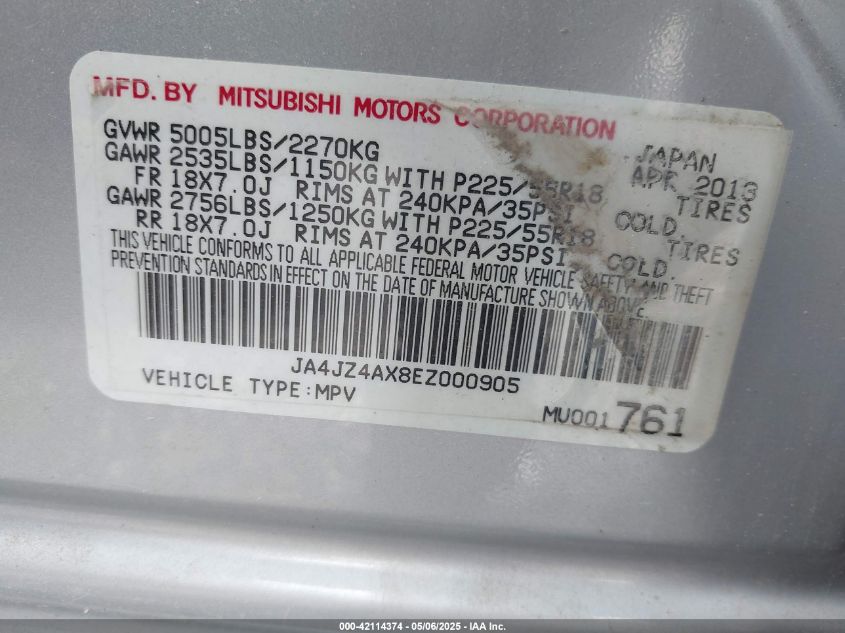 MFD. BY MITSUBISHI MOTORS CORPORATION
GVWR 5005LBS/2270KG JAPAN
GAWR 2535LBS/1150KG WITH P225/55R18 APR 2013
FR 18X7.0J RIMS AT 240KPA/35PSI COLD. TIRES
GAWR 2756LBS/1250KG WITH P225/55R18 TIRES
RR 18X7.0J RIMS AT 240KPA/35PSI COLD.
THIS VEHICLE CONFORMS TO ALL APPLICABLE FEDERAL MOTOR VEHICLE SAFETY AND THEFT
PREVENTION STANDARDS IN EFFECT ON THE DATE OF MANUFACTURE SHOWN ABOVE.
JA4JZ4AX8EZ000905
VEHICLE TYPE:MPV
MU001761
000-42114374 - 05/06/2025 - IAA Inc.